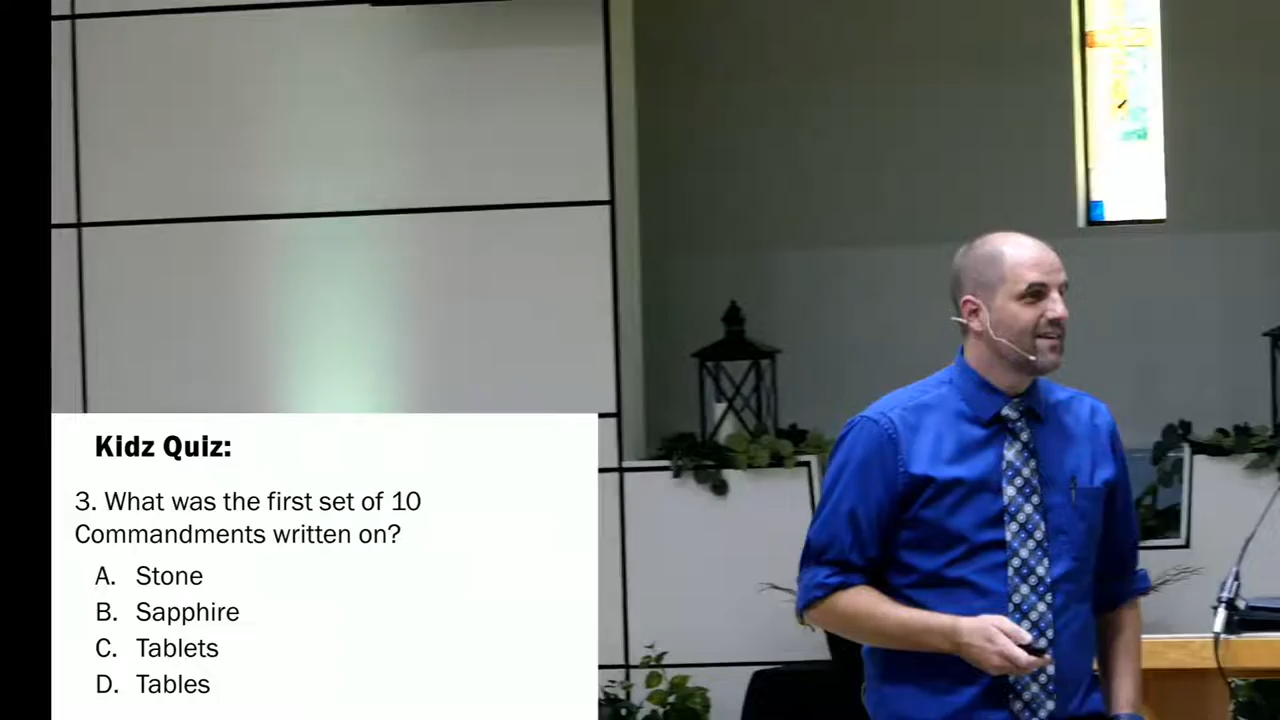 Kidz Quiz:
3. What was the first set of 10
Commandments written on?
A. Stone
B. Sapphire
C. Tablets
D. Tables